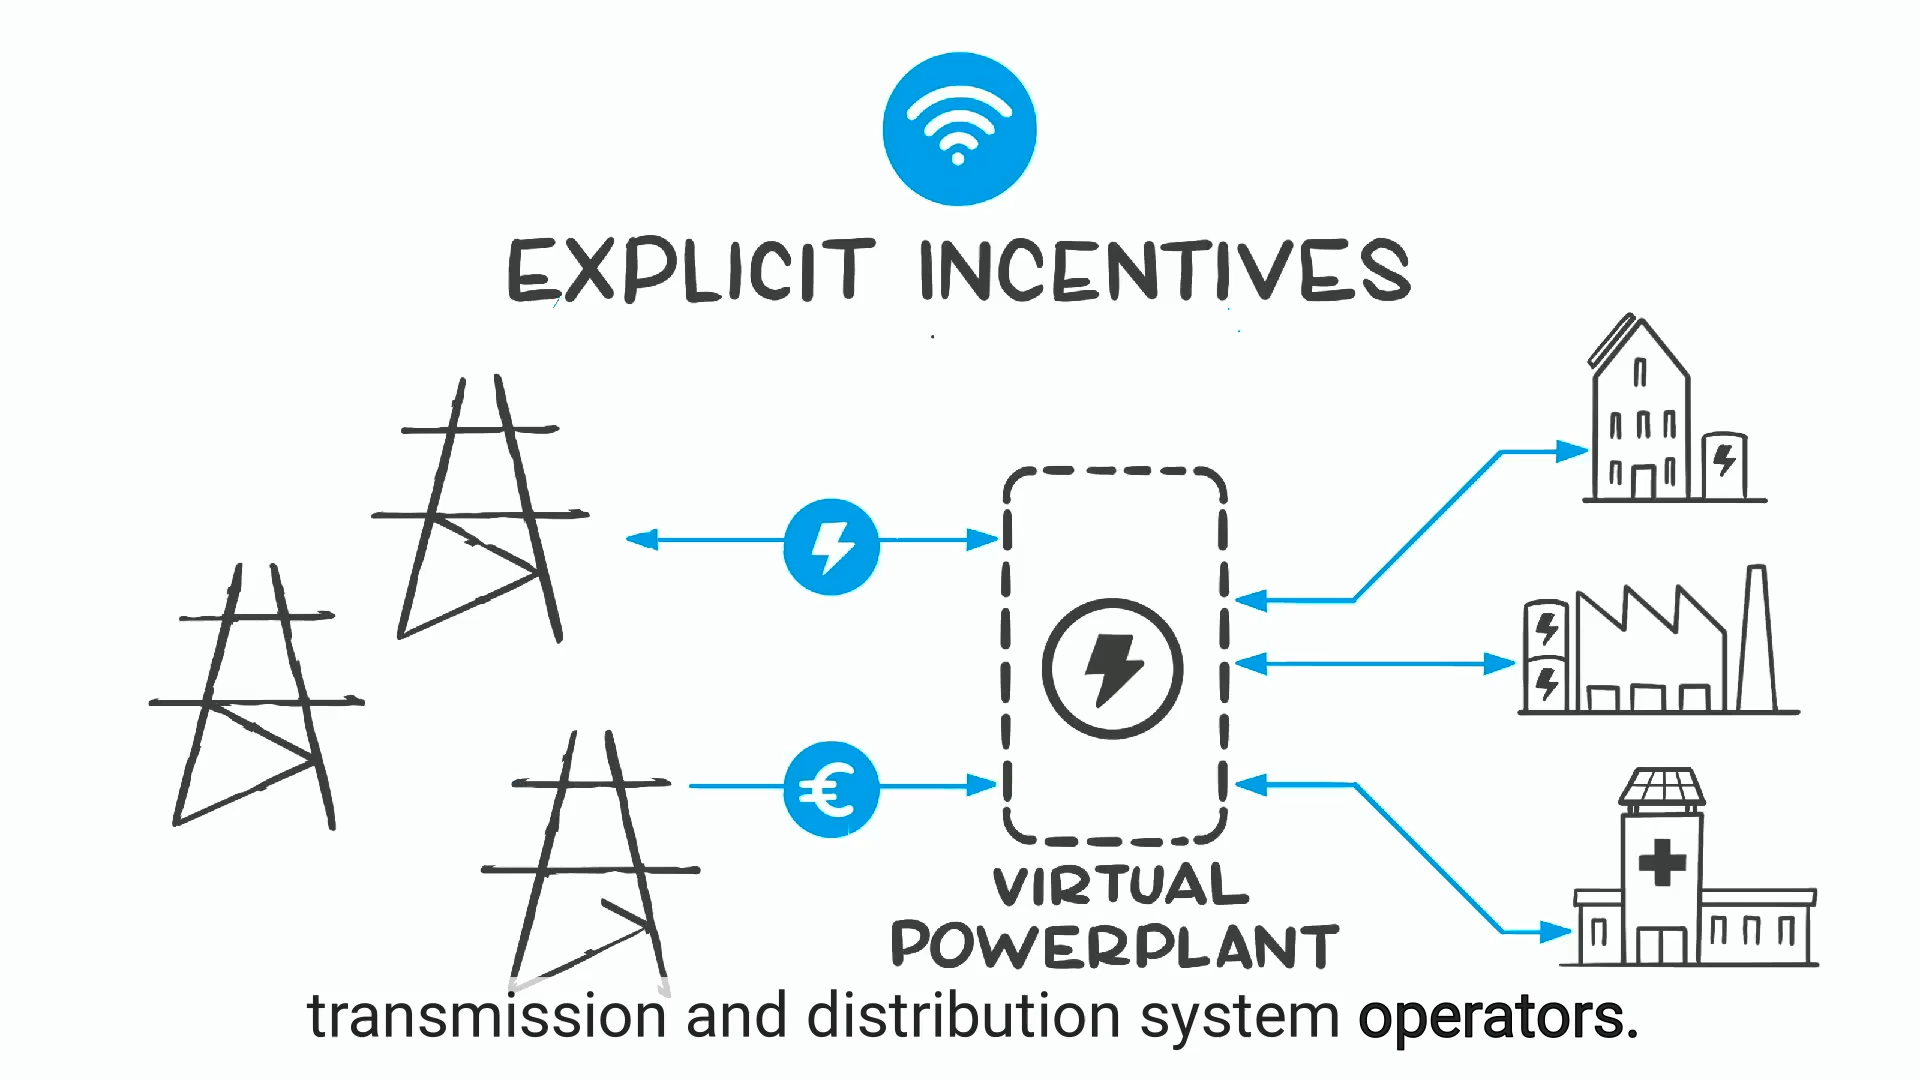 EXPLICIT INCENTIVES
€
VIRTUAL
POWERPLANT
transmission and distribution system operators.